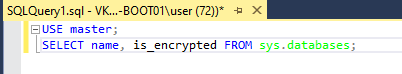 SQLQuery1.sql - VK...-BOOT01\user (72))*
USE master;
SELECT name, is_encrypted FROM sys.databases;